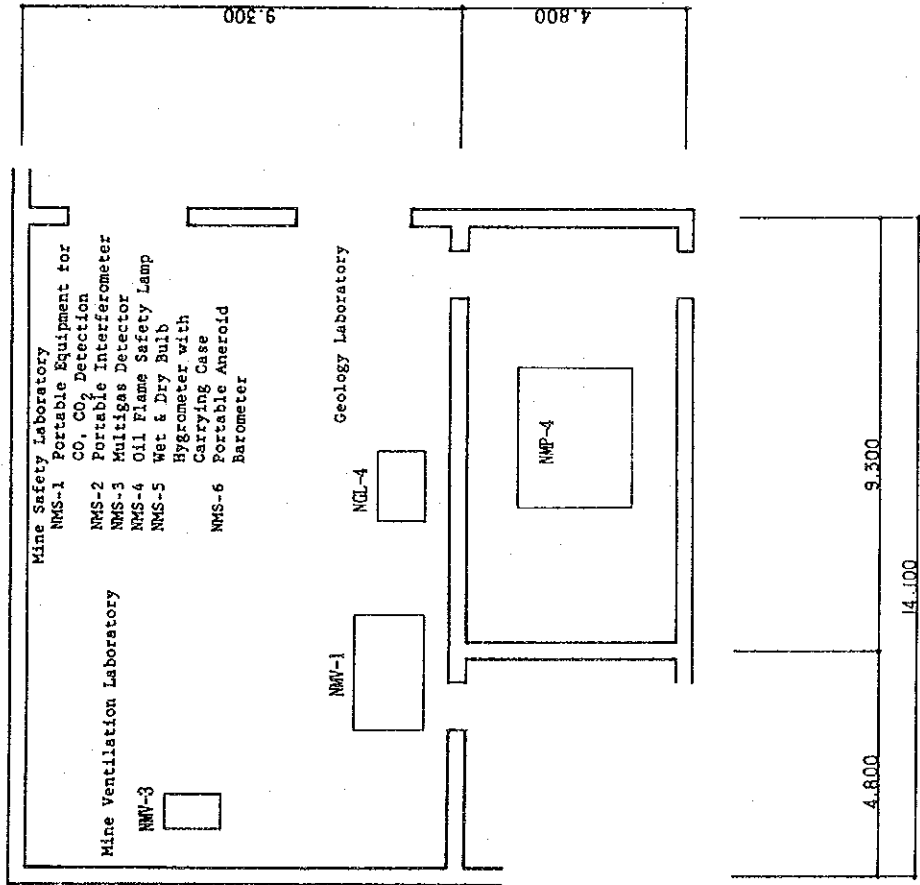 Mine Safety Laboratory
NMS-1 Portable Equipment for
CO, CO₂ Detection
NMS-2 Portable Interferometer
NMS-3 Multigas Detector
NMS-4 Oil Flame Safety Lamp
NMS-5 Wet & Dry Bulb
Hygrometer with
Carrying Case
NMS-6 Portable Aneroid
Barometer
Mine Ventilation Laboratory
NMV-3
NMV-1
NGL-4
Geology Laboratory
NMP-4
9.300
4.800
4.800
9.300
14.100